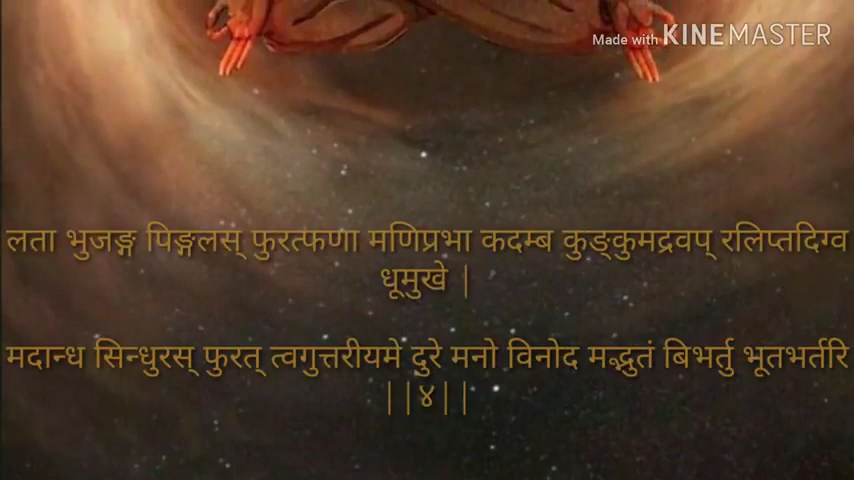 Made with KINEMASTER
लता भुजङ्ग पिङ्गलस् फुरत्फणा मणिप्रभा कदम्ब कुङ्कुमद्रवप् रलिप्तदिग्व
धूमुखे |
मदान्ध सिन्धुरस् फुरत् त्वगुत्तरीयमे दुरे मनो विनोद मद्भुतं बिभर्तु भूतभर्तरि
||४||